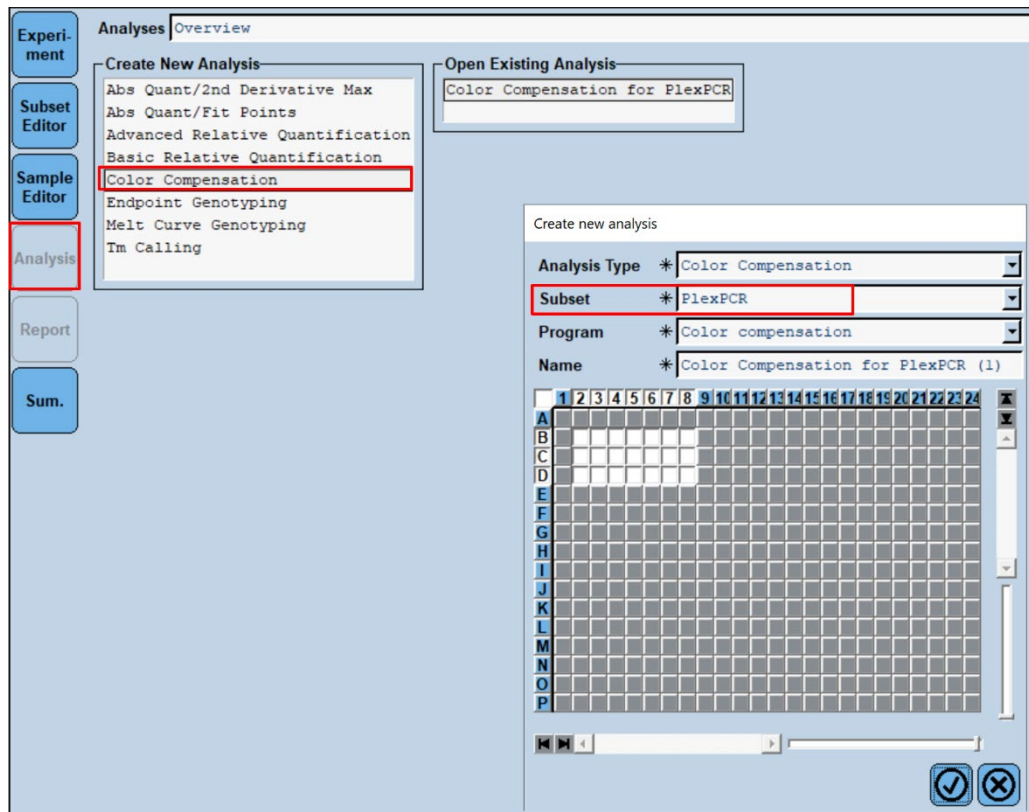 Experi-
ment
Subset
Editor
Sample
Editor
Analysis
Report
Sum.
Analyses Overview
Create New Analysis
Abs Quant/2nd Derivative Max
Abs Quant/Fit Points
Advanced Relative Quantification
Basic Relative Quantification
Color Compensation
Endpoint Genotyping
Melt Curve Genotyping
Tm Calling
Open Existing Analysis
Color Compensation for PlexPCR
Create new analysis
Analysis Type * Color Compensation
Subset * PlexPCR
Program * Color compensation
Name * Color Compensation for PlexPCR (1)
1 2 3 4 5 6 7 8 9 10 11 12 13 14 15 16 17 18 19 20 21 22 23 24
A
B
C
D
E
F
G
H
I
J
K
L
M
N
O
P